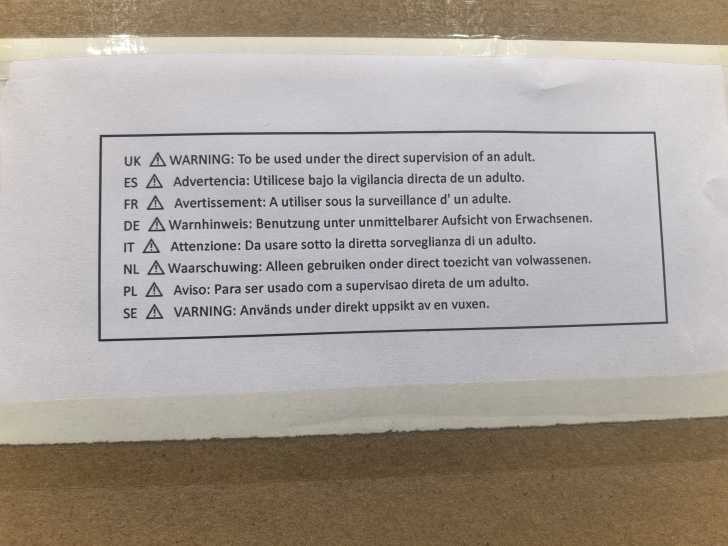 UK ⚠ WARNING: To be used under the direct supervision of an adult.
ES ⚠ Advertencia: Utilicese bajo la vigilancia directa de un adulto.
FR ⚠ Avertissement: A utiliser sous la surveillance d' un adulte.
DE ⚠ Warnhinweis: Benutzung unter unmittelbarer Aufsicht von Erwachsenen.
IT ⚠ Attenzione: Da usare sotto la diretta sorveglianza di un adulto.
NL ⚠ Waarschuwing: Alleen gebruiken onder direct toezicht van volwassenen.
PL ⚠ Aviso: Para ser usado com a supervisao direta de um adulto.
SE ⚠ VARNING: Används under direkt uppsikt av en vuxen.